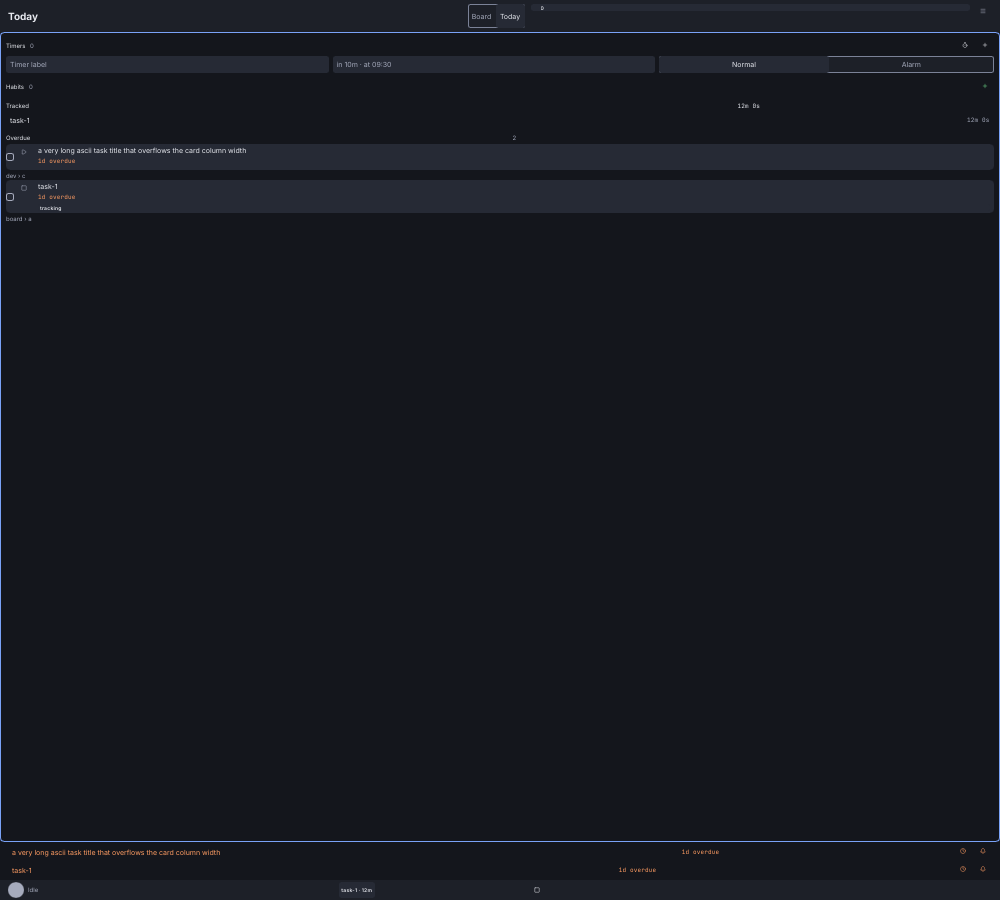 Today
Board Today
D
Timers 0
Timer label
in 10m · at 09:30
Normal
Alarm
Habits 0
Tracked 12m 0s
task-1 12m 0s
Overdue 2
a very long ascii task title that overflows the card column width
1d overdue
dev › c
task-1
1d overdue
tracking
board › a
a very long ascii task title that overflows the card column width 1d overdue
task-1 1d overdue
Idle
task-1 · 12m